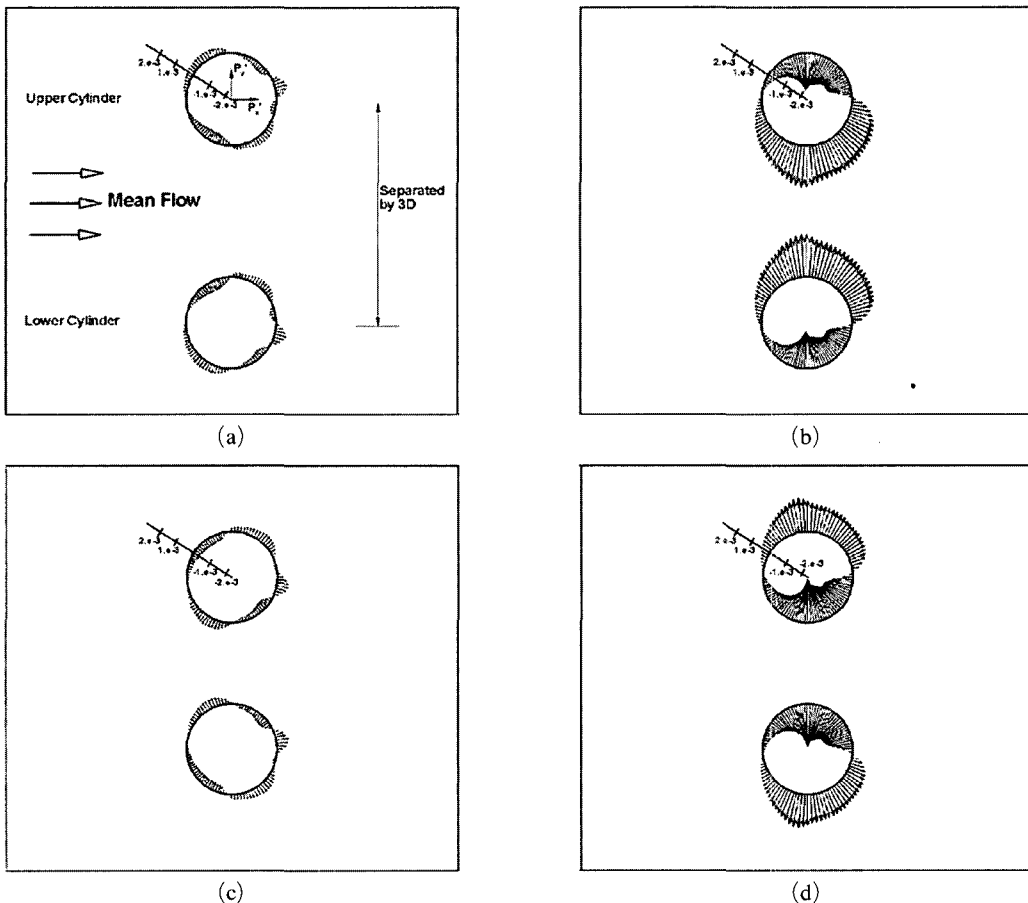 2.e-3
1.e-3
-1.e-3
-2.e-3
Py'
Px'
Upper Cylinder
Mean Flow
Separated
by 3D
Lower Cylinder
(a)
2.e-3
1.e-3
-1.e-3
-2.e-3
(b)
2.e-3
1.e-3
-1.e-3
-2.e-3
(c)
2.e-3
1.e-3
-1.e-3
-2.e-3
(d)